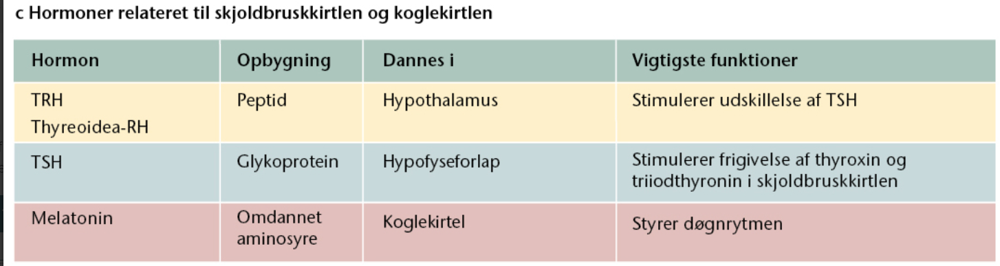 c Hormoner relateret til skjoldbruskkirtlen og koglekirtlen
Hormon Opbygning Dannes i Vigtigste funktioner
TRH Peptid Hypothalamus Stimulerer udskillelse af TSH
Thyreoidea-RH
TSH Glykoprotein Hypofyseforlap Stimulerer frigivelse af thyroxin og
triiodthyronin i skjoldbruskkirtlen
Melatonin Omdannet Koglekirtel Styrer døgnrytmen
aminosyre